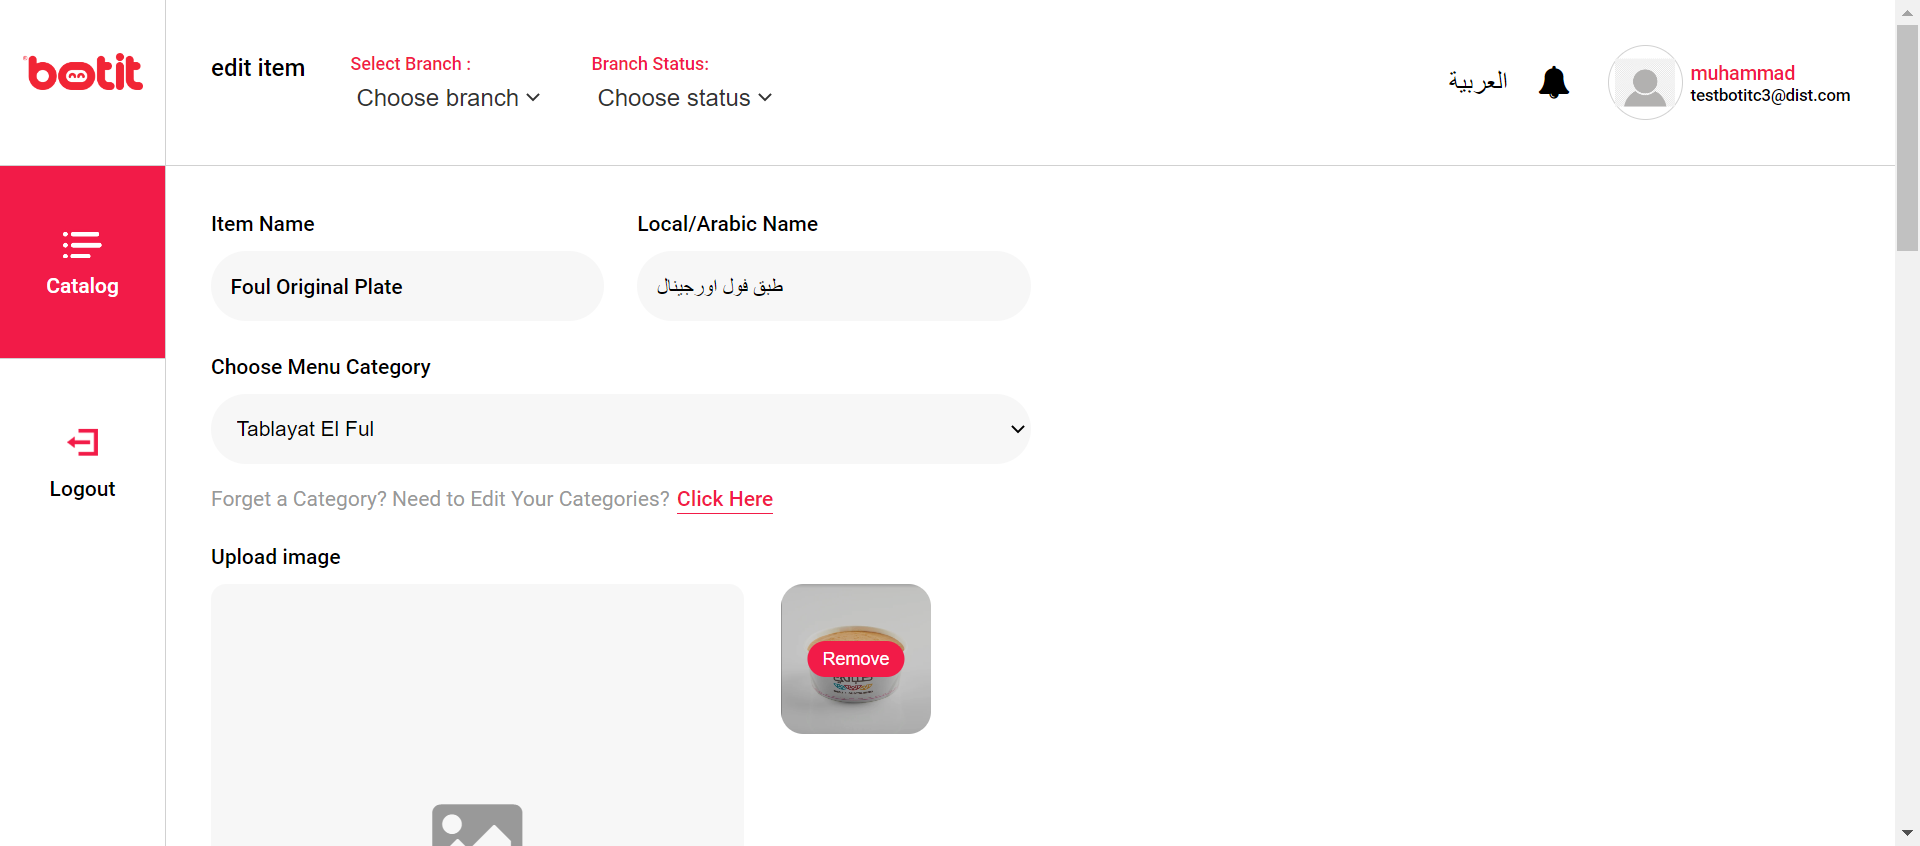 botit
edit item
Select Branch :
Choose branch
Branch Status:
Choose status
العربية
muhammad
testbotitc3@dist.com
Catalog
Logout
Item Name
Foul Original Plate
Local/Arabic Name
طبق فول اورجينال
Choose Menu Category
Tablayat El Ful
Forget a Category? Need to Edit Your Categories? Click Here
Upload image
Remove